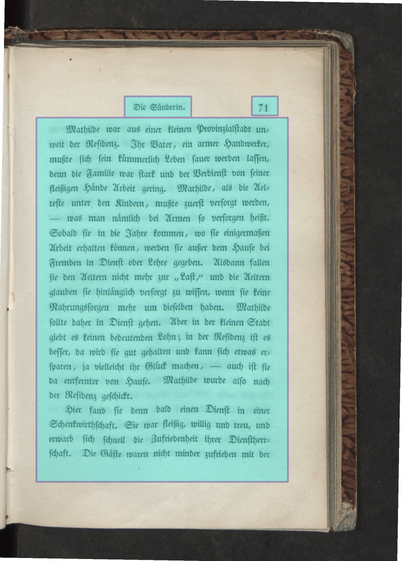 Die Sünderin.
71
Mathilde war aus einer kleinen Provinzialstadt un-
weit der Residenz. Ihr Vater, ein armer Handwerker,
mußte sich sein kümmerlich Leben sauer werden lassen,
denn die Familie war stark und der Verdienst von seiner
fleißigen Hände Arbeit gering. Mathilde, als die Ael-
teste unter den Kindern, mußte zuerst versorgt werden,
— was man nämlich bei Armen so versorgen heißt.
Sobald sie in die Jahre kommen, wo sie einigermaßen
Arbeit erhalten können, werden sie außer dem Hause bei
Fremden in Dienst oder Lehre gegeben. Alsdann fallen
sie den Aeltern nicht mehr zur „Last,“ und die Aeltern
glauben sie hinlänglich versorgt zu wissen, wenn sie keine
Nahrungssorgen mehr um dieselben haben. Mathilde
sollte daher in Dienst gehen. Aber in der kleinen Stadt
giebt es keinen bedeutenden Lohn; in der Residenz ist es
besser, da wird sie gut gehalten und kann sich etwas er-
sparen, ja vielleicht ihr Glück machen, — auch ist sie
da entfernter von Hause. Mathilde wurde also nach
der Residenz geschickt.
Hier fand sie denn bald einen Dienst in einer
Schenkwirthschaft. Sie war fleißig, willig und treu, und
erwarb sich schnell die Zufriedenheit ihrer Dienstherr-
schaft. Die Gäste waren nicht minder zufrieden mit der